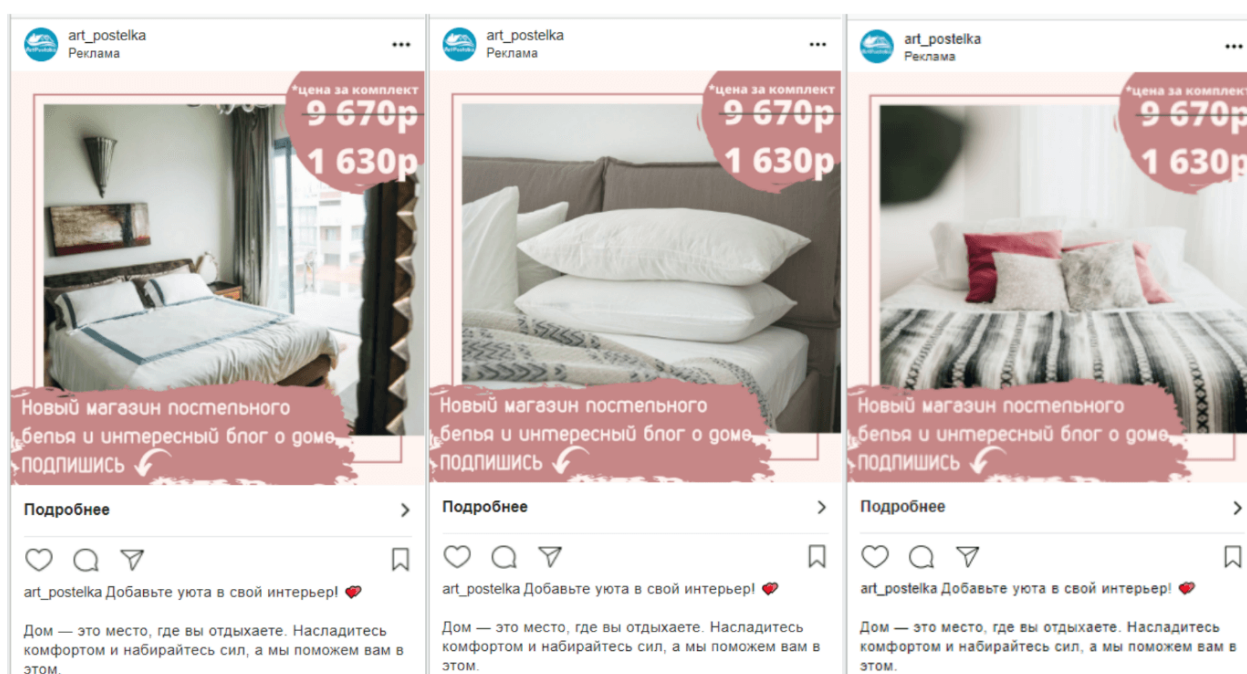 art_postelka
Реклама
*цена за комплект
9 670р
1 630р
Новый магазин постельного
белья и интересный блог о доме
ПОДПИШИСЬ
Подробнее
art_postelka Добавьте уюта в свой интерьер!
Дом — это место, где вы отдыхаете. Насладитесь
комфортом и набирайтесь сил, а мы поможем вам в
этом.
art_postelka
Реклама
*цена за комплект
9 670р
1 630р
Новый магазин постельного
белья и интересный блог о доме
ПОДПИШИСЬ
Подробнее
art_postelka Добавьте уюта в свой интерьер!
Дом — это место, где вы отдыхаете. Насладитесь
комфортом и набирайтесь сил, а мы поможем вам в
этом.
art_postelka
Реклама
*цена за комплект
9 670р
1 630р
Новый магазин постельного
белья и интересный блог о доме
ПОДПИШИСЬ
Подробнее
art_postelka Добавьте уюта в свой интерьер!
Дом — это место, где вы отдыхаете. Насладитесь
комфортом и набирайтесь сил, а мы поможем вам в
этом.